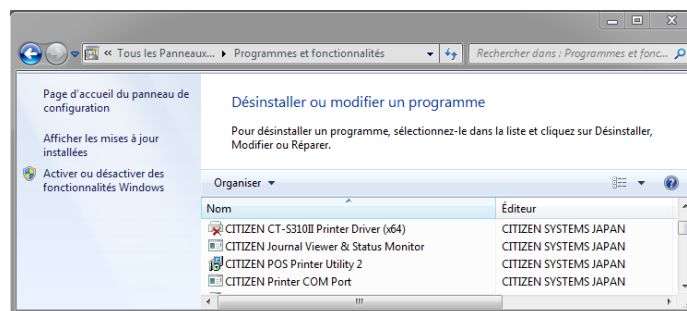 « Tous les Panneaux... Programmes et fonctionnalités
Rechercher dans : Programmes et fonc...
Page d'accueil du panneau de
configuration
Afficher les mises à jour
installées
Activer ou désactiver des
fonctionnalités Windows
Désinstaller ou modifier un programme
Pour désinstaller un programme, sélectionnez-le dans la liste et cliquez sur Désinstaller,
Modifier ou Réparer.
Organiser
Nom Éditeur
CITIZEN CT-S310II Printer Driver (x64) CITIZEN SYSTEMS JAPAN
CITIZEN Journal Viewer & Status Monitor CITIZEN SYSTEMS JAPAN
CITIZEN POS Printer Utility 2 CITIZEN SYSTEMS JAPAN
CITIZEN Printer COM Port CITIZEN SYSTEMS JAPAN